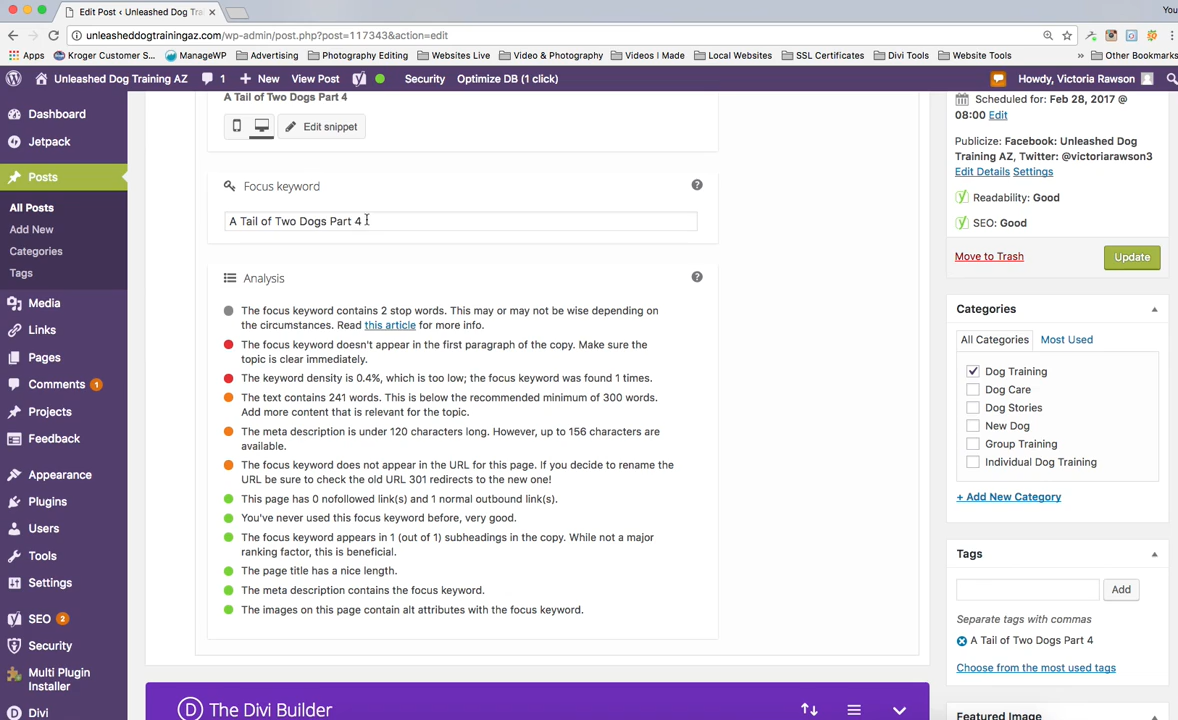 Edit Post ‹ Unleashed Dog Tra
You
unleasheddogtrainingaz.com/wp-admin/post.php?post=117343&action=edit
Apps
Kroger Customer S...
ManageWP
Advertising
Photography Editing
Websites Live
Video & Photography
Videos I Made
Local Websites
SSL Certificates
Divi Tools
Website Tools
»
Other Bookmarks
Unleashed Dog Training AZ
1
New
View Post
Security
Optimize DB (1 click)
Howdy, Victoria Rawson
Dashboard
Jetpack
Posts
All Posts
Add New
Categories
Tags
Media
Links
Pages
Comments 1
Projects
Feedback
Appearance
Plugins
Users
Tools
Settings
SEO 2
Security
Multi Plugin
Installer
Divi
A Tail of Two Dogs Part 4
Edit snippet
Focus keyword
A Tail of Two Dogs Part 4
Analysis
The focus keyword contains 2 stop words. This may or may not be wise depending on
the circumstances. Read this article for more info.
The focus keyword doesn't appear in the first paragraph of the copy. Make sure the
topic is clear immediately.
The keyword density is 0.4%, which is too low; the focus keyword was found 1 times.
The text contains 241 words. This is below the recommended minimum of 300 words.
Add more content that is relevant for the topic.
The meta description is under 120 characters long. However, up to 156 characters are
available.
The focus keyword does not appear in the URL for this page. If you decide to rename the
URL be sure to check the old URL 301 redirects to the new one!
This page has 0 nofollowed link(s) and 1 normal outbound link(s).
You've never used this focus keyword before, very good.
The focus keyword appears in 1 (out of 1) subheadings in the copy. While not a major
ranking factor, this is beneficial.
The page title has a nice length.
The meta description contains the focus keyword.
The images on this page contain alt attributes with the focus keyword.
The Divi Builder
Scheduled for: Feb 28, 2017 @
08:00 Edit
Publicize: Facebook: Unleashed Dog
Training AZ, Twitter: @victoriarawson3
Edit Details Settings
Readability: Good
SEO: Good
Move to Trash
Update
Categories
All Categories
Most Used
Dog Training
Dog Care
Dog Stories
New Dog
Group Training
Individual Dog Training
+ Add New Category
Tags
Add
Separate tags with commas
A Tail of Two Dogs Part 4
Choose from the most used tags
Featured Image